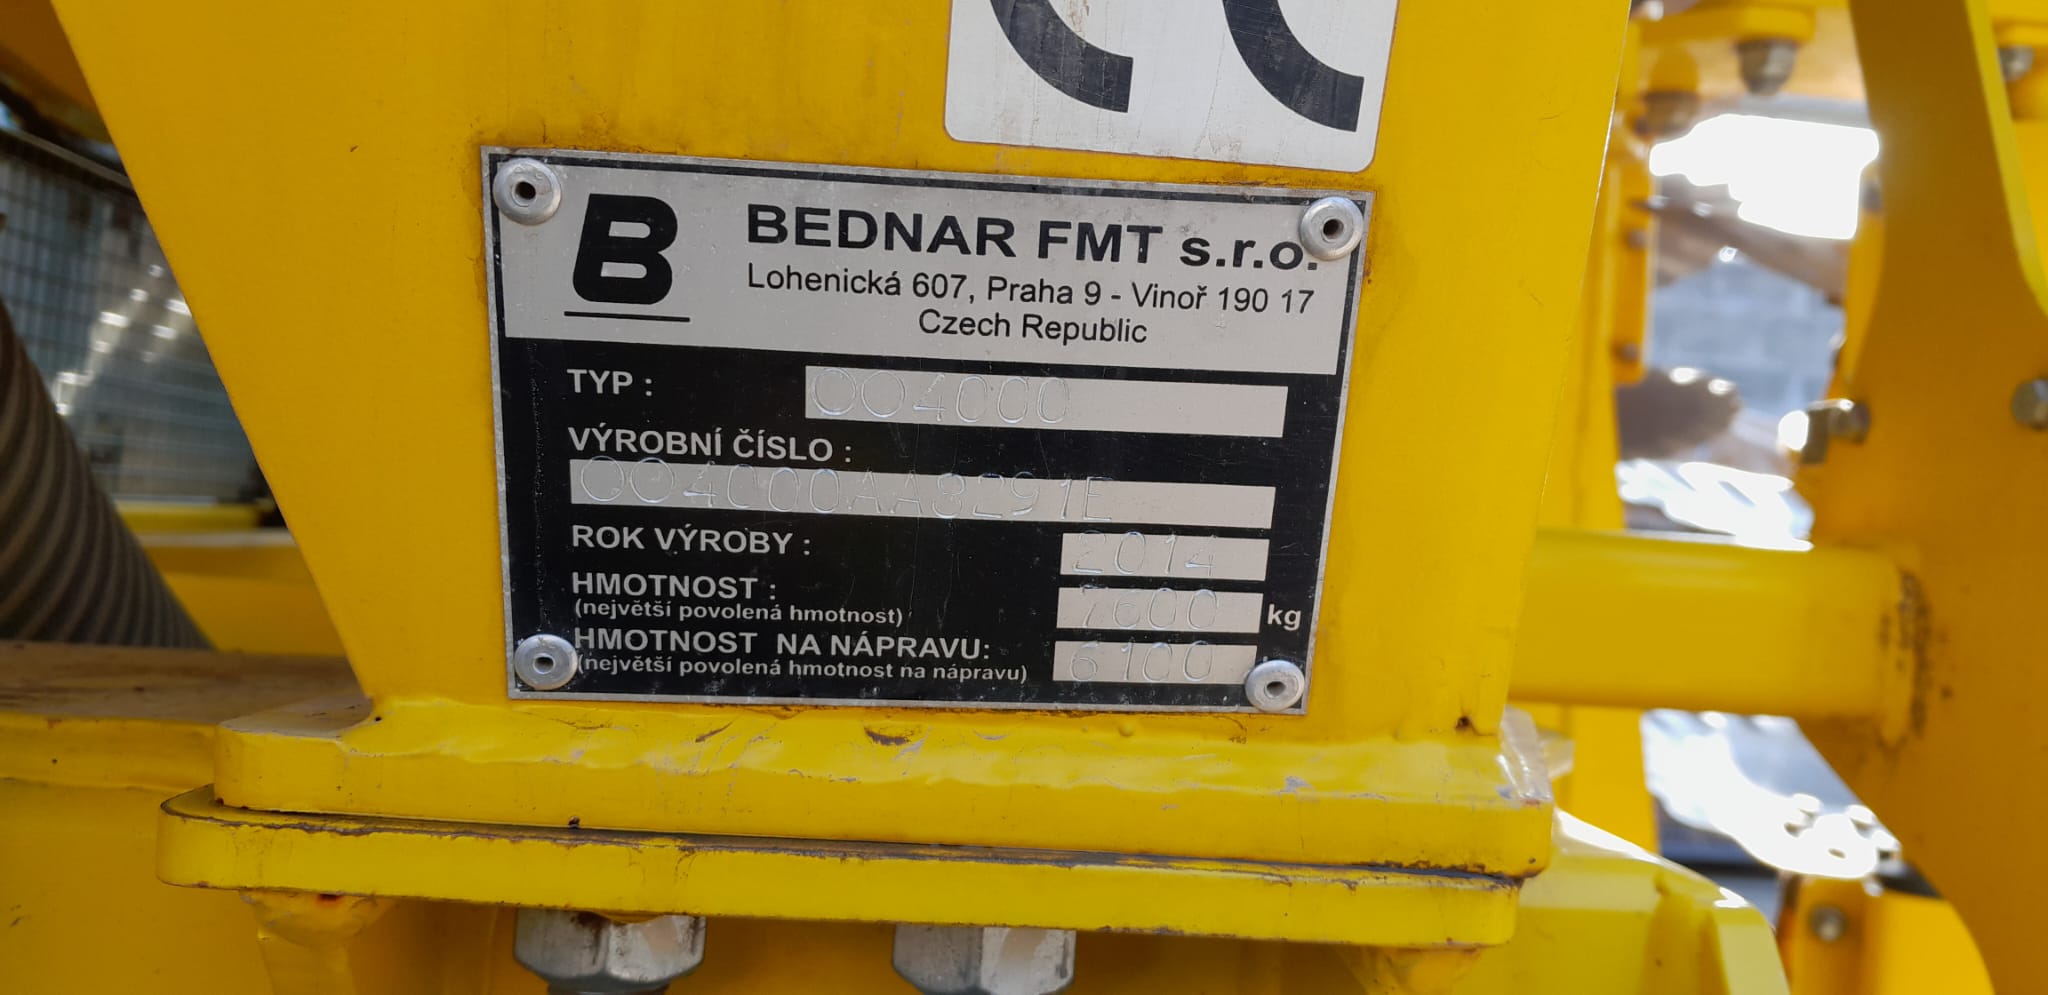 CE
B
BEDNAR FMT s.r.o.
Lohenická 607, Praha 9 - Vinoř 190 17
Czech Republic
TYP : OO4000
VÝROBNÍ ČÍSLO :
OO4000AA8291E
ROK VÝROBY : 2014
HMOTNOST : 7600 kg
(největší povolená hmotnost)
HMOTNOST NA NÁPRAVU: 6100
(největší povolená hmotnost na nápravu)